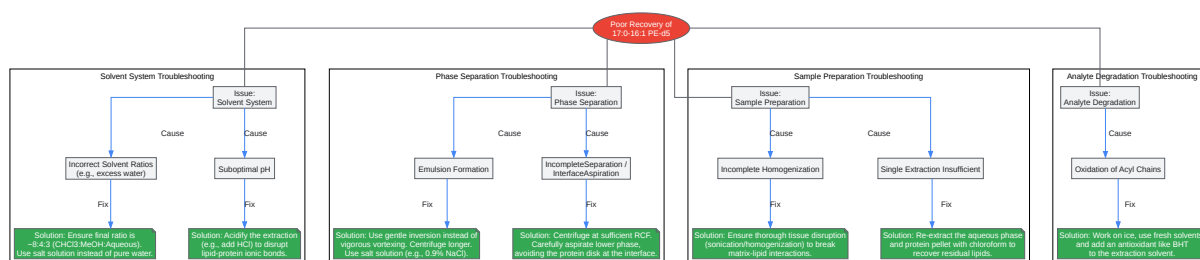 Poor Recovery of
17:0-16:1 PE-d5
Solvent System Troubleshooting
Phase Separation Troubleshooting
Sample Preparation Troubleshooting
Analyte Degradation Troubleshooting
Issue:
Solvent System
Issue:
Phase Separation
Issue:
Sample Preparation
Issue:
Analyte Degradation
Cause
Cause
Cause
Cause
Cause
Cause
Cause
Incorrect Solvent Ratios
(e.g., excess water)
Suboptimal pH
Emulsion Formation
IncompleteSeparation /
InterfaceAspiration
Incomplete Homogenization
Single Extraction Insufficient
Oxidation of Acyl Chains
Fix
Fix
Fix
Fix
Fix
Fix
Fix
Solution: Ensure final ratio is
~8:4:3 (CHCl3:MeOH:Aqueous).
Use salt solution instead of pure water.
Solution: Acidify the extraction
(e.g., add HCl) to disrupt
lipid-protein ionic bonds.
Solution: Use gentle inversion instead of
vigorous vortexing. Centrifuge longer.
Use salt solution (e.g., 0.9% NaCl).
Solution: Centrifuge at sufficient RCF.
Carefully aspirate lower phase,
avoiding the protein disk at the interface.
Solution: Ensure thorough tissue disruption
(sonication/homogenization) to break
matrix-lipid interactions.
Solution: Re-extract the aqueous phase
and protein pellet with chloroform to
recover residual lipids.
Solution: Work on ice, use fresh solvents
and add an antioxidant like BHT
to the extraction solvent.